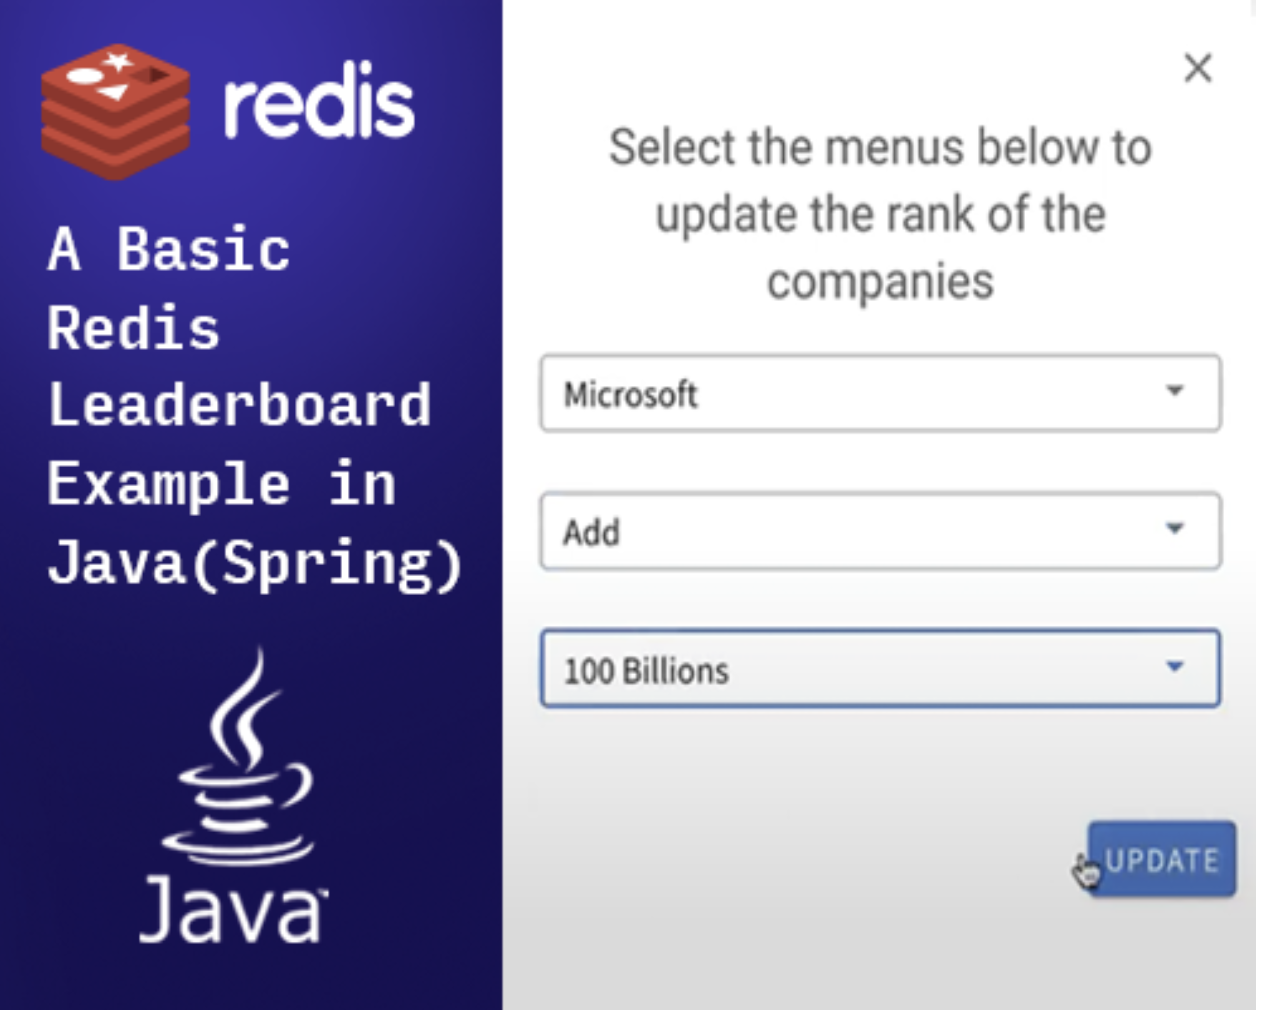 redis
A Basic
Redis
Leaderboard
Example in
Java(Spring)
Java™
Select the menus below to
update the rank of the
companies
Microsoft
Add
100 Billions
UPDATE